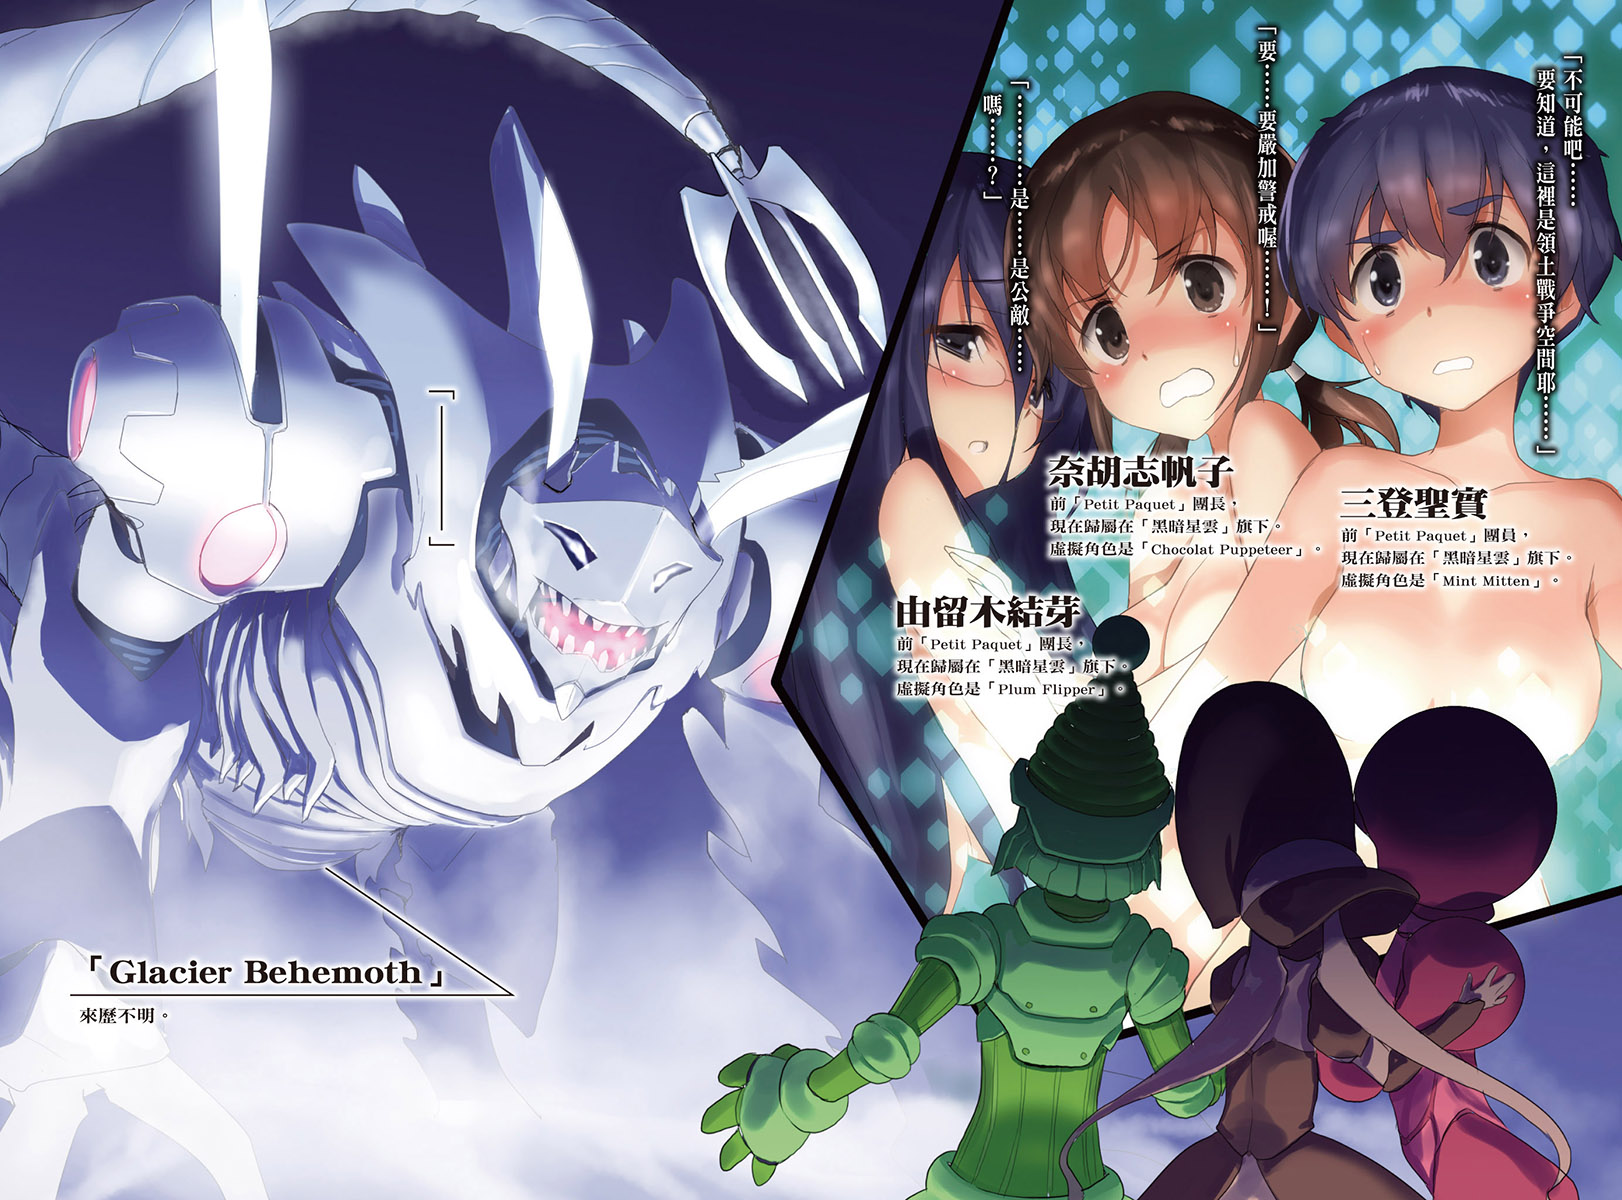 「不可能吧⋯⋯
要知道，這裡是領土戰爭空間耶⋯⋯」
「要⋯⋯要嚴加警戒喔⋯⋯！」
「⋯⋯⋯⋯是⋯⋯是公敵⋯⋯
嗎⋯⋯？」
三登聖實
前「Petit Paquet」團員，
現在歸屬在「黑暗星雲」旗下。
虛擬角色是「Mint Mitten」。
奈胡志帆子
前「Petit Paquet」團長，
現在歸屬在「黑暗星雲」旗下。
虛擬角色是「Chocolat Puppeteer」。
由留木結芽
前「Petit Paquet」團長，
現在歸屬在「黑暗星雲」旗下。
虛擬角色是「Plum Flipper」。
「———」
「Glacier Behemoth」
來歷不明。